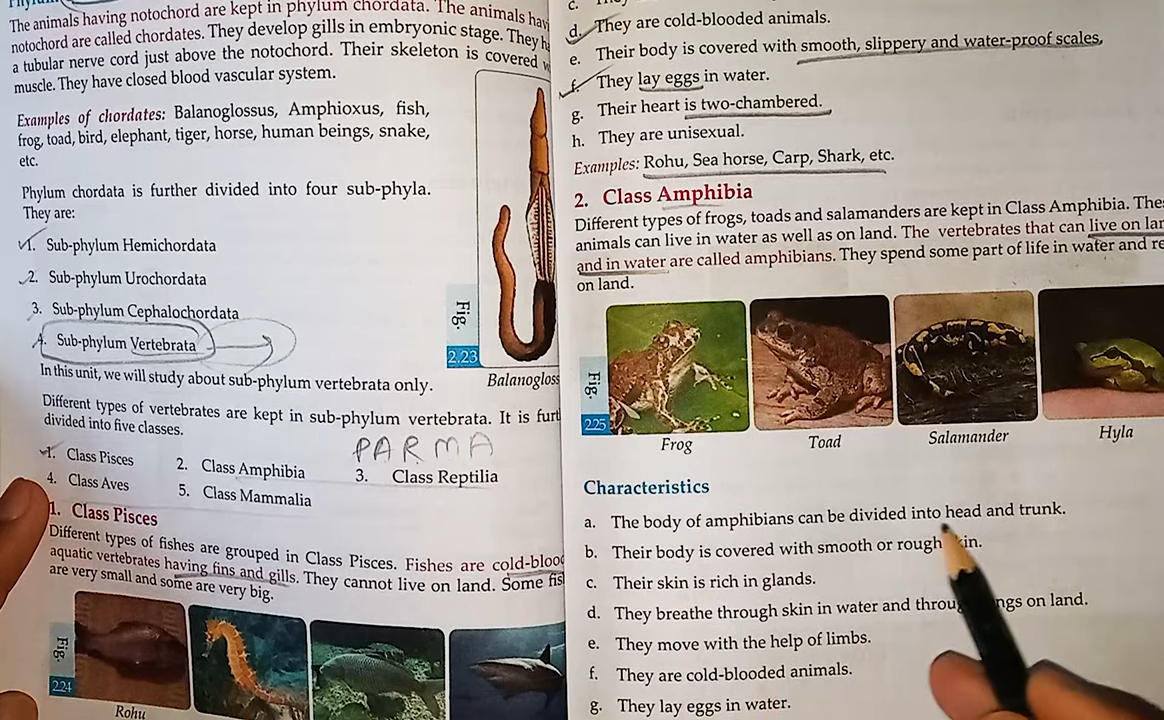 The animals having notochord are kept in phylum chordata. The animals
notochord are called chordates. They develop gills in embryonic stage. They
a tubular nerve cord just above the notochord. Their skeleton is covered
muscle. They have closed blood vascular system.
Examples of chordates: Balanoglossus, Amphioxus, fish,
frog, toad, bird, elephant, tiger, horse, human beings, snake,
etc.
Phylum chordata is further divided into four sub-phyla.
They are:
1. Sub-phylum Hemichordata
2. Sub-phylum Urochordata
3. Sub-phylum Cephalochordata
4. Sub-phylum Vertebrata
Fig.
2.23
In this unit, we will study about sub-phylum vertebrata only.
Balanogloss
Different types of vertebrates are kept in sub-phylum vertebrata. It is
divided into five classes.
PARMA
1. Class Pisces
2. Class Amphibia
3. Class Reptilia
4. Class Aves
5. Class Mammalia
1. Class Pisces
Different types of fishes are grouped in Class Pisces. Fishes are cold-bloo
aquatic vertebrates having fins and gills. They cannot live on land. Some
are very small and some are very big.
Fig.
2.24
Rohu
c.
d. They are cold-blooded animals.
e. Their body is covered with smooth, slippery and water-proof scales,
f. They lay eggs in water.
g. Their heart is two-chambered.
h. They are unisexual.
Examples: Rohu, Sea horse, Carp, Shark, etc.
2. Class Amphibia
Different types of frogs, toads and salamanders are kept in Class Amphibia.
animals can live in water as well as on land. The vertebrates that can live on
and in water are called amphibians. They spend some part of life in water and
on land.
Fig.
2.25
Frog
Toad
Salamander
Hyla
Characteristics
a. The body of amphibians can be divided into head and trunk.
b. Their body is covered with smooth or rough
c. Their skin is rich in glands.
d. They breathe through skin in water and on land.
e. They move with the help of limbs.
f. They are cold-blooded animals.
g. They lay eggs in water.